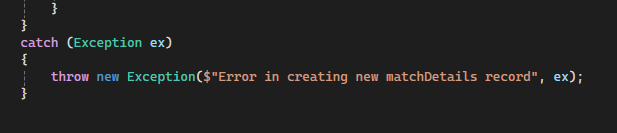 }
}
catch (Exception ex)
{
throw new Exception($"Error in creating new matchDetails record", ex);
}